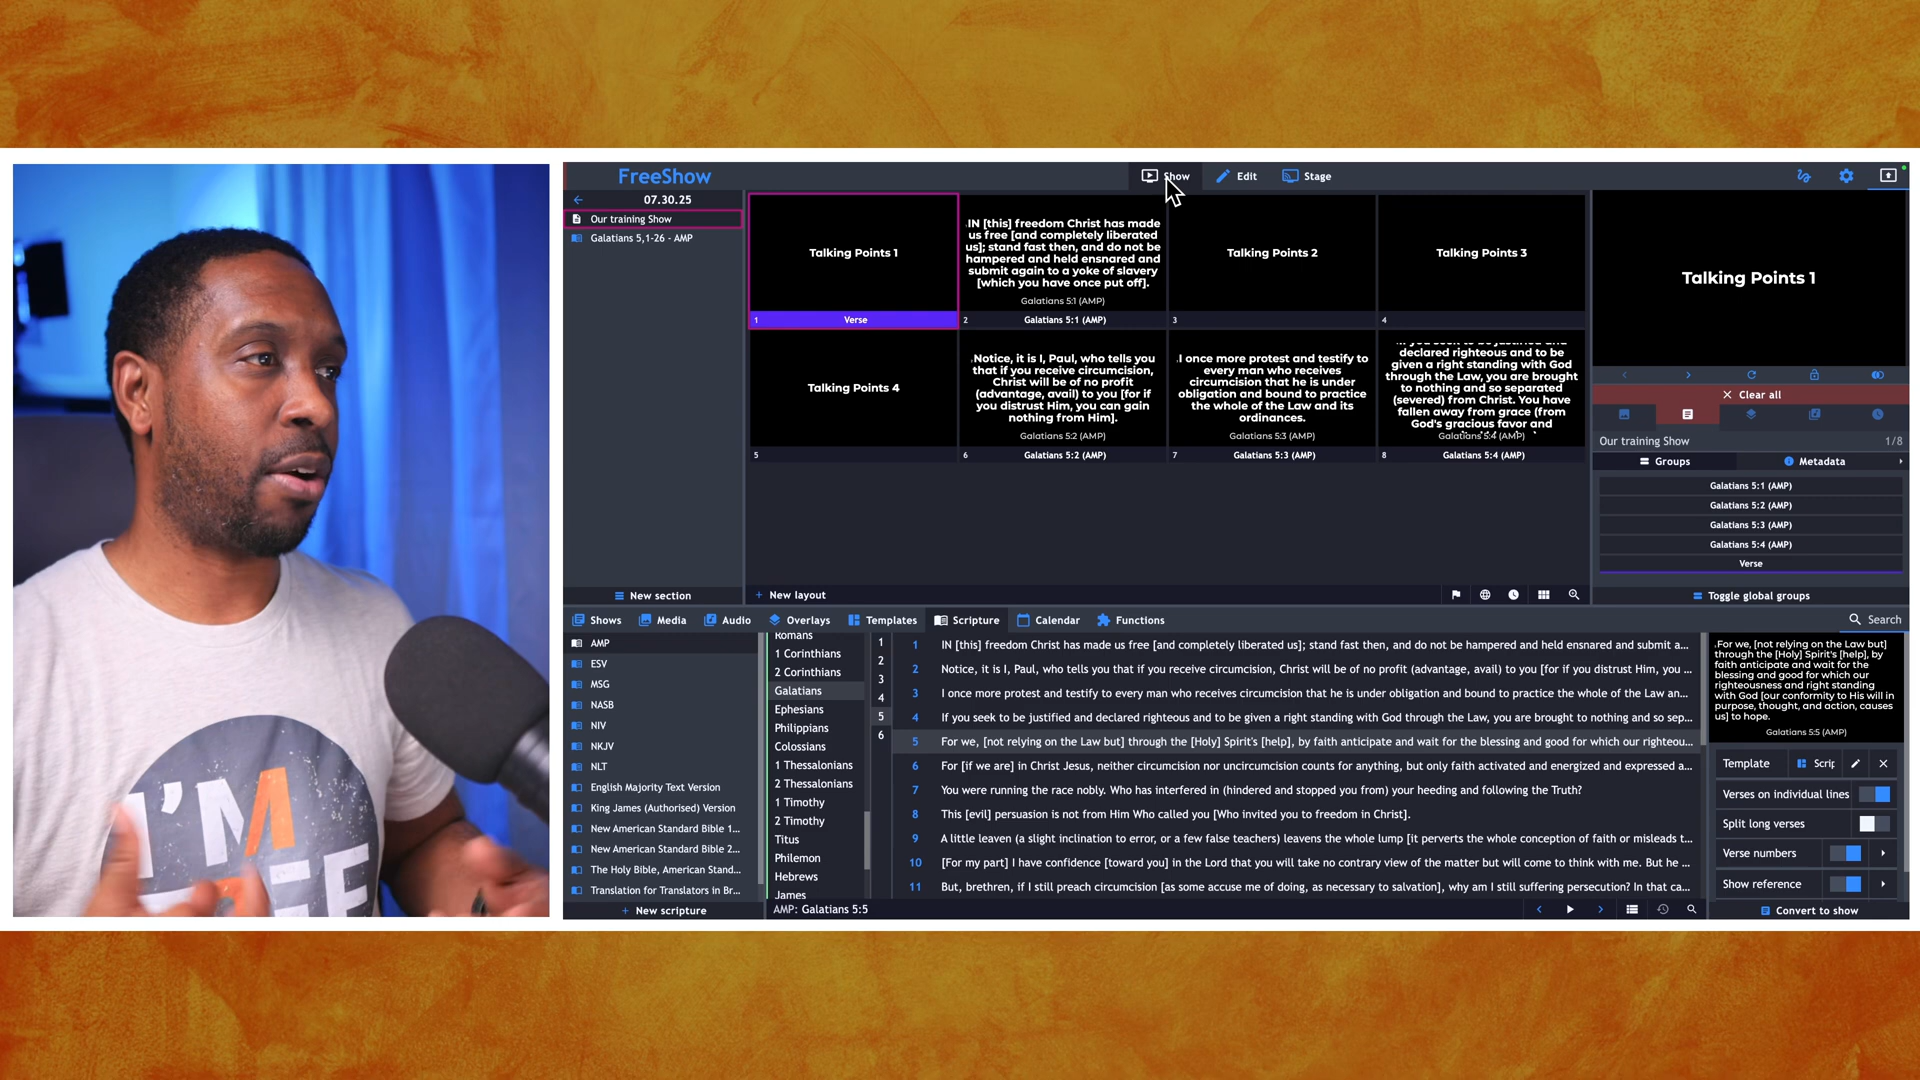 FreeShow
Show
Edit
Stage
07.30.25
Our training Show
Galatians 5,1-26 - AMP
New section
Talking Points 1
1
Verse
IN [this] freedom Christ has made
us free [and completely liberated
us]; stand fast then, and do not be
hampered and held ensnared and
submit again to a yoke of slavery
[which you have once put off].
Galatians 5:1 (AMP)
2
Galatians 5:1 (AMP)
Talking Points 2
3
Talking Points 3
4
Talking Points 4
5
Notice, it is I, Paul, who tells you
that if you receive circumcision,
Christ will be of no profit
(advantage, avail) to you [for if
you distrust Him, you can gain
nothing from Him].
Galatians 5:2 (AMP)
6
Galatians 5:2 (AMP)
I once more protest and testify to
every man who receives
circumcision that he is under
obligation and bound to practice
the whole of the Law and its
ordinances.
Galatians 5:3 (AMP)
7
Galatians 5:3 (AMP)
declared righteous and to be
given a right standing with God
through the Law, you are brought
to nothing and so separated
(severed) from Christ. You have
fallen away from grace (from
God's gracious favor and
Galatians 5:4 (AMP)
8
Galatians 5:4 (AMP)
+ New layout
Talking Points 1
Clear all
Our training Show
1/8
Groups
Metadata
Galatians 5:1 (AMP)
Galatians 5:2 (AMP)
Galatians 5:3 (AMP)
Galatians 5:4 (AMP)
Verse
Toggle global groups
Shows
Media
Audio
Overlays
Templates
Scripture
Calendar
Functions
Search
AMP
ESV
MSG
NASB
NIV
NKJV
NLT
English Majority Text Version
King James (Authorised) Version
New American Standard Bible 1...
New American Standard Bible 2...
The Holy Bible, American Stand...
Translation for Translators in Br...
+ New scripture
Romans
1 Corinthians
2 Corinthians
Galatians
Ephesians
Philippians
Colossians
1 Thessalonians
2 Thessalonians
1 Timothy
2 Timothy
Titus
Philemon
Hebrews
James
1
2
3
4
5
6
1 IN [this] freedom Christ has made us free [and completely liberated us]; stand fast then, and do not be hampered and held ensnared and submit a...
2 Notice, it is I, Paul, who tells you that if you receive circumcision, Christ will be of no profit (advantage, avail) to you [for if you distrust Him, you ...
3 I once more protest and testify to every man who receives circumcision that he is under obligation and bound to practice the whole of the Law an...
4 If you seek to be justified and declared righteous and to be given a right standing with God through the Law, you are brought to nothing and so sep...
5 For we, [not relying on the Law but] through the [Holy] Spirit's [help], by faith anticipate and wait for the blessing and good for which our righteou...
6 For [if we are] in Christ Jesus, neither circumcision nor uncircumcision counts for anything, but only faith activated and energized and expressed a...
7 You were running the race nobly. Who has interfered in (hindered and stopped you from) your heeding and following the Truth?
8 This [evil] persuasion is not from Him Who called you [Who invited you to freedom in Christ].
9 A little leaven (a slight inclination to error, or a few false teachers) leavens the whole lump [it perverts the whole conception of faith or misleads t...
10 [For my part] I have confidence [toward you] in the Lord that you will take no contrary view of the matter but will come to think with me. But he ...
11 But, brethren, if I still preach circumcision [as some accuse me of doing, as necessary to salvation], why am I still suffering persecution? In that ca...
AMP: Galatians 5:5
For we, [not relying on the Law but]
through the [Holy] Spirit's [help], by
faith anticipate and wait for the
blessing and good for which our
righteousness and right standing
with God [our conformity to His will in
purpose, thought, and action, causes
us] to hope.
Galatians 5:5 (AMP)
Template
Scrip
Verses on individual lines
Split long verses
Verse numbers
Show reference
Convert to show
I'M